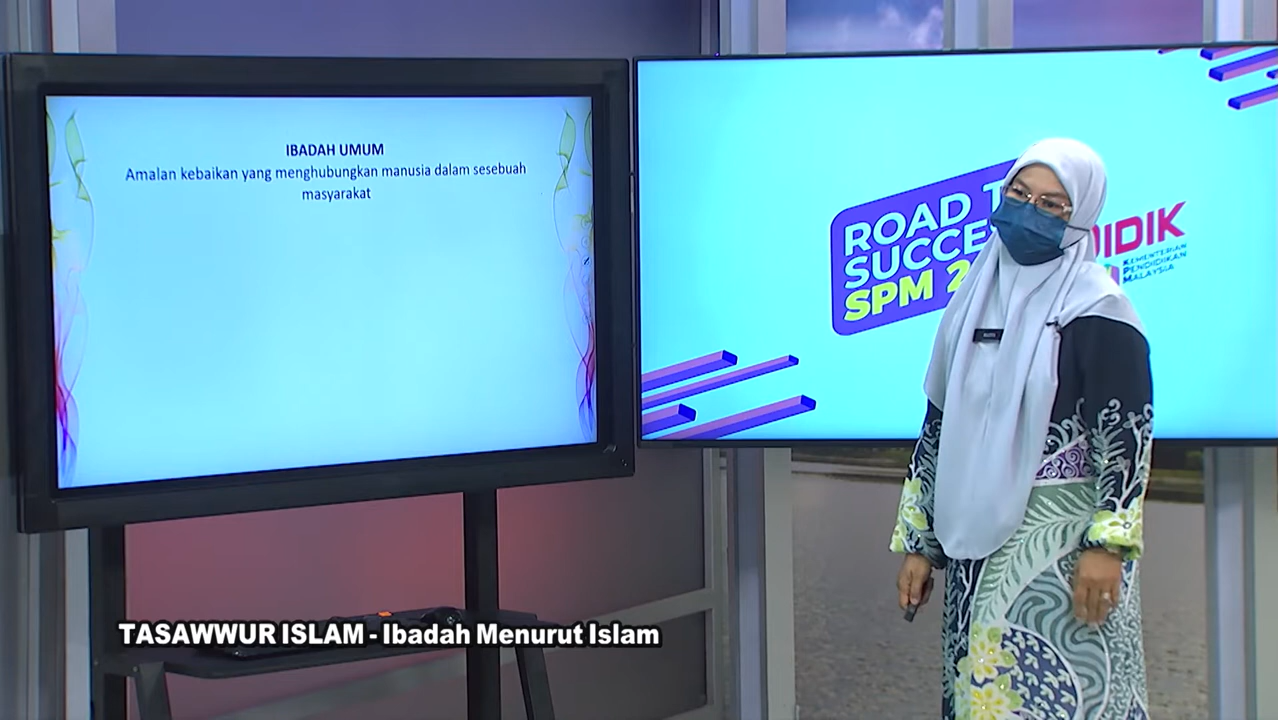 IBADAH UMUM
Amalan kebaikan yang menghubungkan manusia dalam sesebuah
masyarakat
ROAD T
SUCCE
SPM 2
DIDIK
KEMENTERIAN
PENDIDIKAN
MALAYSIA
TASAWWUR ISLAM - Ibadah Menurut Islam